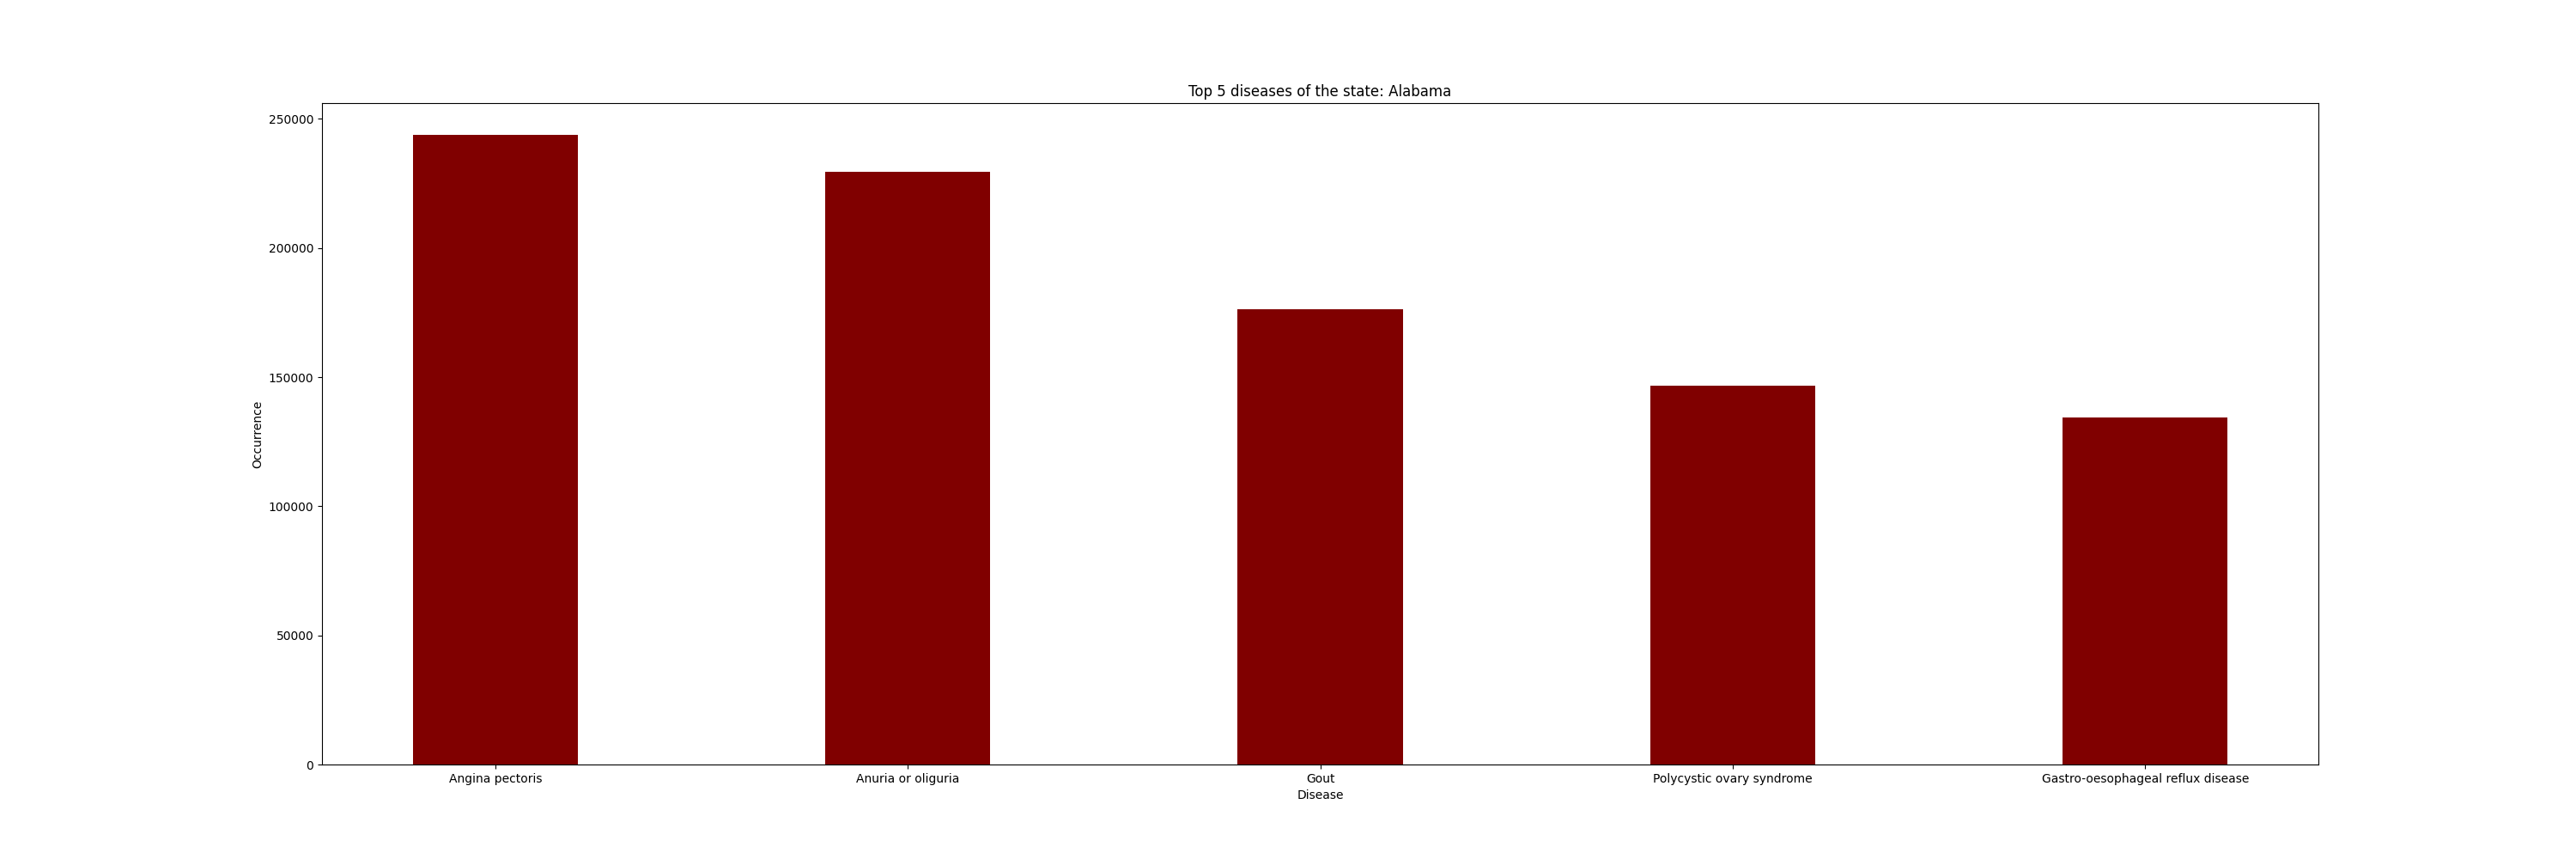 Top 5 diseases of the state: Alabama
250000
200000
150000
100000
50000
0
Occurrence
Angina pectoris
Anuria or oliguria
Gout
Polycystic ovary syndrome
Gastro-oesophageal reflux disease
Disease